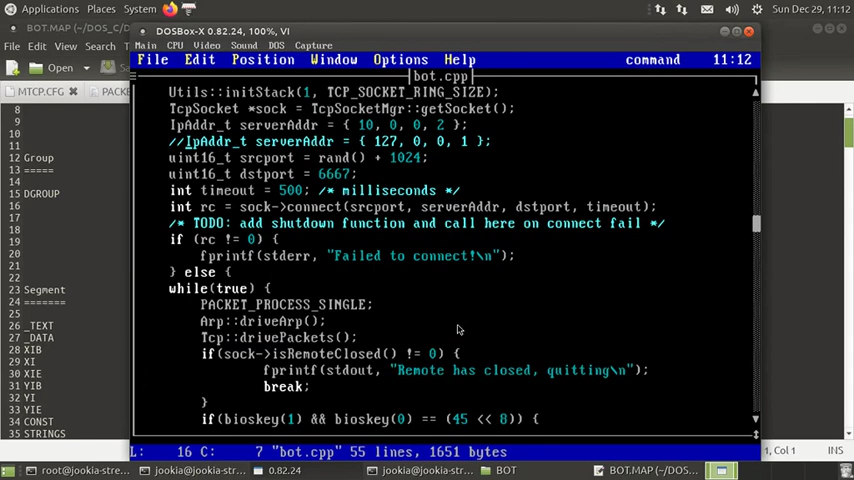 Applications Places System Sun Dec 29, 11:12
BOT.MAP (~/DOS_C/D
DOSBox-X 0.82.24, 100%, VI
Main CPU Video Sound DOS Capture
File Edit View
Open
MTCP.CFG PACKE
File Edit Position Window Options Help command 11:12
bot.cpp
Utils::initStack(1, TCP_SOCKET_RING_SIZE);
TcpSocket *sock = TcpSocketMgr::getSocket();
IpAddr_t serverAddr = { 10, 0, 0, 2 };
//IpAddr_t serverAddr = { 127, 0, 0, 1 };
uint16_t srcport = rand() + 1024;
uint16_t dstport = 6667;
int timeout = 500; /* milliseconds */
int rc = sock->connect(srcport, serverAddr, dstport, timeout);
/* TODO: add shutdown function and call here on connect fail */
if (rc != 0) {
fprintf(stderr, "Failed to connect!\n");
} else {
while(true) {
PACKET_PROCESS_SINGLE;
Arp::driveArp();
Tcp::drivePackets();
if(sock->isRemoteClosed() != 0) {
fprintf(stdout, "Remote has closed, quitting\n");
break;
}
if(bioskey(1) && bioskey(0) == (45 << 8)) {
L: 16 C: 7 "bot.cpp" 55 lines, 1651 bytes
8
9
10
11
12 Group
13 =====
14
15 DGROUP
16
17
18
19
20
21
22
23 Segment
24 =======
25
26 _TEXT
27 _DATA
28 XIB
29 XI
30 XIE
31 YIB
32 YI
33 YIE
34 CONST
35 STRINGS
, Col 1 INS
root@jookia-stre... jookia@jookia-str... 0.82.24 jookia@jookia-str... BOT BOT.MAP (~/DOS...